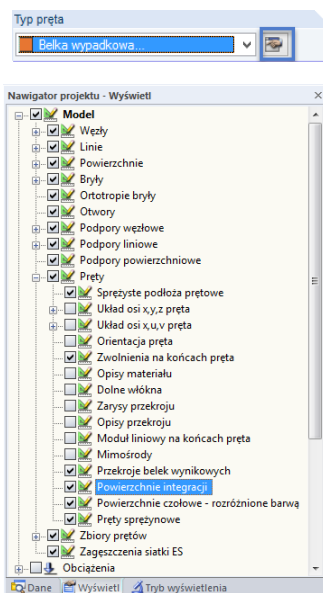 Typ pręta
Belka wypadkowa...
Nawigator projektu - Wyświetl
Model
Węzły
Linie
Powierzchnie
Bryły
Ortotropie bryły
Otwory
Podpory węzłowe
Podpory liniowe
Podpory powierzchniowe
Pręty
Sprężyste podłoża prętowe
Układ osi x,y,z pręta
Układ osi x,u,v pręta
Orientacja pręta
Zwolnienia na końcach pręta
Opisy materiału
Dolne włókna
Zarysy przekroju
Opisy przekroju
Moduł liniowy na końcach pręta
Mimośrody
Przekroje belek wynikowych
Powierzchnie integracji
Powierzchnie czołowe - rozróżnione barwą
Pręty sprężynowe
Zbiory prętów
Zagęszczenia siatki ES
Obciążenia
Dane Wyświetl Tryb wyświetlenia